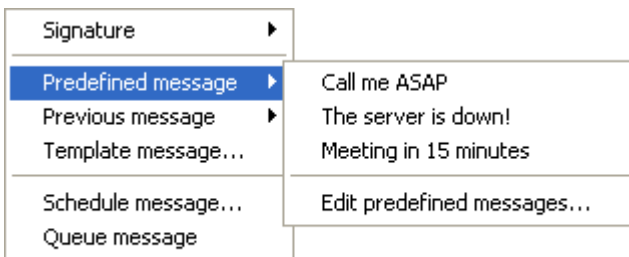 Signature
Predefined message
Previous message
Template message...
Schedule message...
Queue message
Call me ASAP
The server is down!
Meeting in 15 minutes
Edit predefined messages...